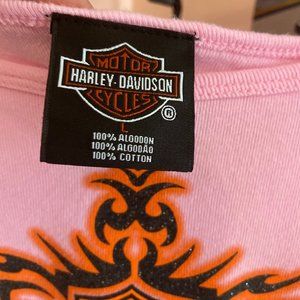 MOTOR
HARLEY-DAVIDSON
CYCLES
®
L
100% ALGODON
100% ALGODÃO
100% COTTON